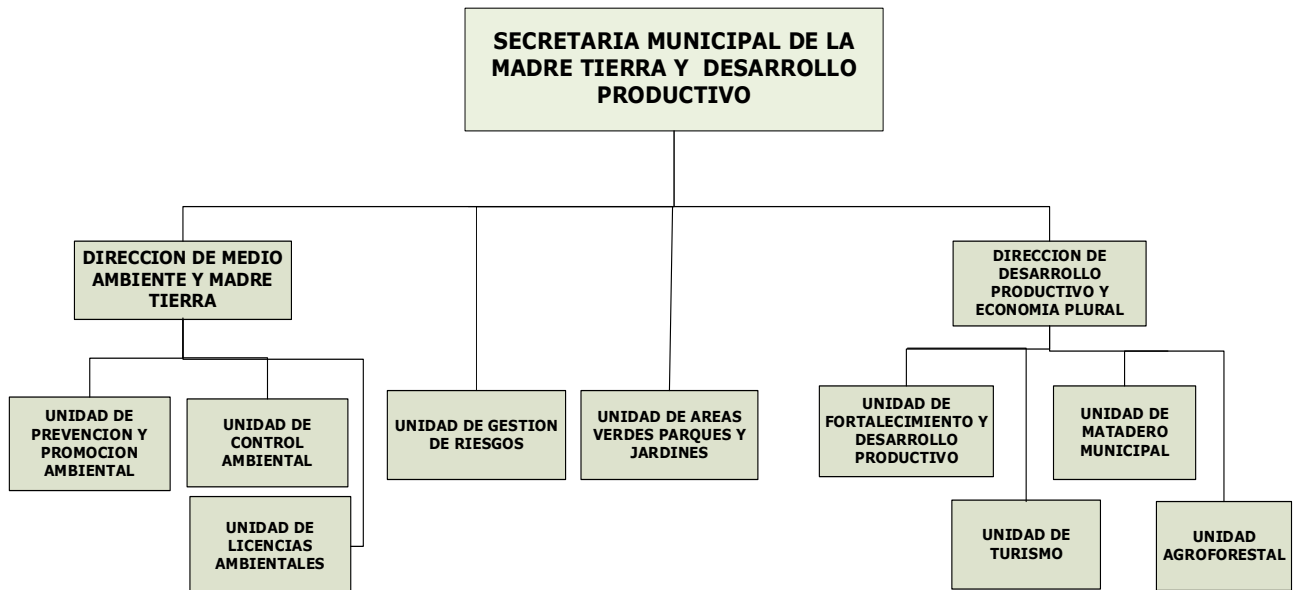 SECRETARIA MUNICIPAL DE LA
MADRE TIERRA Y DESARROLLO
PRODUCTIVO
DIRECCION DE MEDIO
AMBIENTE Y MADRE
TIERRA
DIRECCION DE
DESARROLLO
PRODUCTIVO Y
ECONOMIA PLURAL
UNIDAD DE
PREVENCION Y
PROMOCION
AMBIENTAL
UNIDAD DE
CONTROL
AMBIENTAL
UNIDAD DE GESTION
DE RIESGOS
UNIDAD DE AREAS
VERDES PARQUES Y
JARDINES
UNIDAD DE
FORTALECIMIENTO Y
DESARROLLO
PRODUCTIVO
UNIDAD DE
MATADERO
MUNICIPAL
UNIDAD DE
LICENCIAS
AMBIENTALES
UNIDAD DE
TURISMO
UNIDAD
AGROFORESTAL